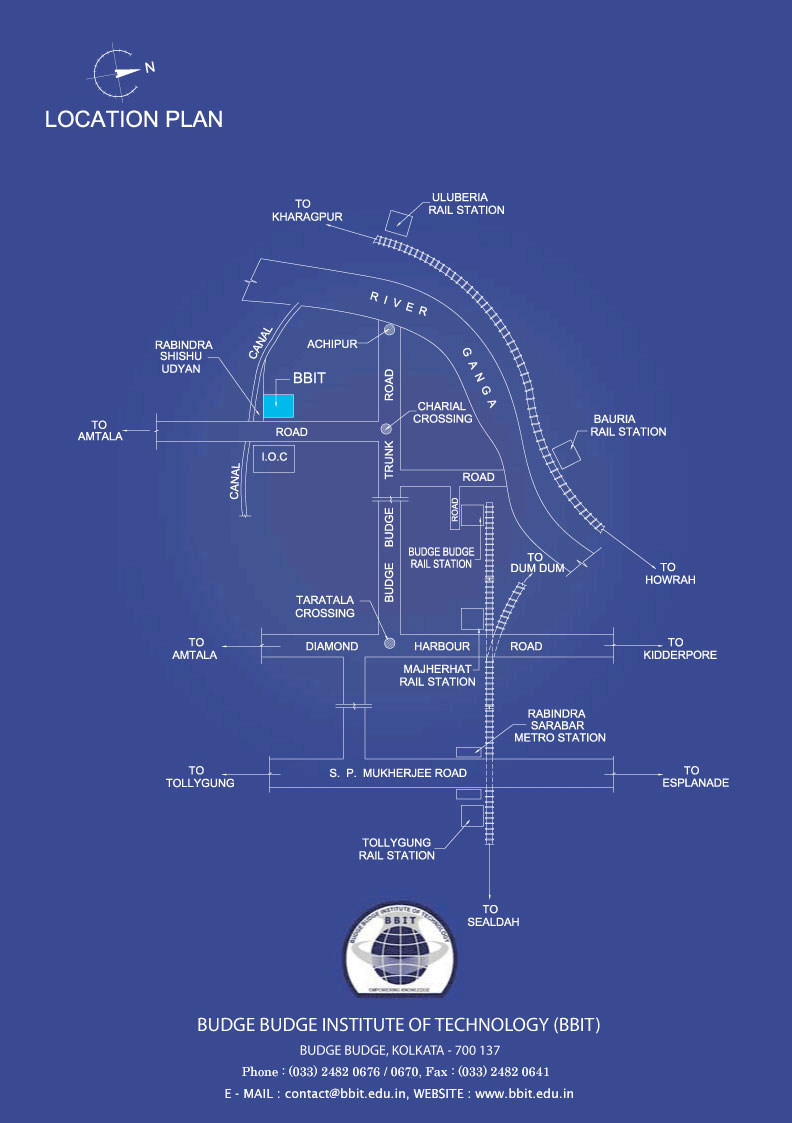 N
LOCATION PLAN
ULUBERIA
RAIL STATION
TO
KHARAGPUR
RIVER
GANGA
CANAL
ACHIPUR
RABINDRA
SHISHU
UDYAN
BBIT
ROAD
CHARIAL
CROSSING
TO
AMTALA
ROAD
BAURIA
RAIL STATION
I.O.C
TRUNK
CANAL
ROAD
ROAD
BUDGE
BUDGE BUDGE
RAIL STATION
TO
DUM DUM
TO
HOWRAH
BUDGE
TARATALA
CROSSING
TO
AMTALA
DIAMOND HARBOUR ROAD
TO
KIDDERPORE
MAJHERHAT
RAIL STATION
RABINDRA
SARABAR
METRO STATION
TO
TOLLYGUNG
S. P. MUKHERJEE ROAD
TO
ESPLANADE
TOLLYGUNG
RAIL STATION
TO
SEALDAH
BUDGE BUDGE INSTITUTE OF TECHNOLOGY
BBIT
EMPOWERING KNOWLEDGE
BUDGE BUDGE INSTITUTE OF TECHNOLOGY (BBIT)
BUDGE BUDGE, KOLKATA - 700 137
Phone : (033) 2482 0676 / 0670, Fax : (033) 2482 0641
E - MAIL : contact@bbit.edu.in, WEBSITE : www.bbit.edu.in